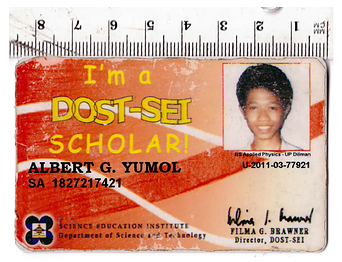 8 7 6 5 4 3 2 1 CM
MM
I'm a
DOST-SEI
SCHOLAR!
BS Applied Physics - UP Diliman
ALBERT G. YUMOL
U-2011-03-77921
SA 1827217421
SCIENCE EDUCATION INSTITUTE
Department of Science and Technology
FILMA G. BRAWNER
Director, DOST-SEI